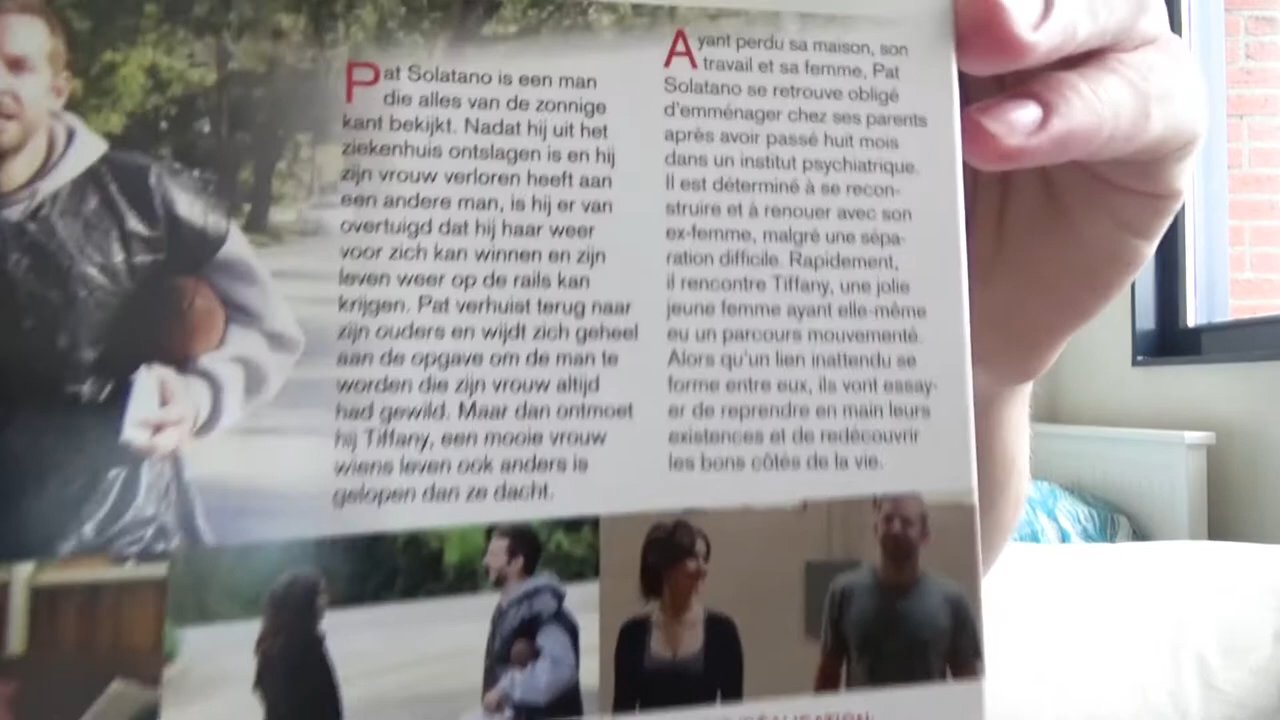 Pat Solatano is een man
die alles van de zonnige
kant bekijkt. Nadat hij uit het
ziekenhuis ontslagen is en hij
zijn vrouw verloren heeft aan
een andere man, is hij er van
overtuigd dat hij haar weer
voor zich kan winnen en zijn
leven weer op de rails kan
krijgen. Pat verhuist terug naar
zijn ouders en wijdt zich geheel
aan de opgave om de man te
worden die zijn vrouw altijd
had gewild. Maar dan ontmoet
hij Tiffany, een mooie vrouw
wiens leven ook anders is
gelopen dan ze dacht.
Ayant perdu sa maison, son
travail et sa femme, Pat
Solatano se retrouve obligé
d'emménager chez ses parents
après avoir passé huit mois
dans un institut psychiatrique.
Il est déterminé à se recon-
struire et à renouer avec son
ex-femme, malgré une sépa-
ration difficile. Rapidement,
il rencontre Tiffany, une jolie
jeune femme ayant elle-même
eu un parcours mouvementé.
Alors qu'un lien inattendu se
forme entre eux, ils vont essay-
er de reprendre en main leurs
existences et de redécouvrir
les bons côtés de la vie.